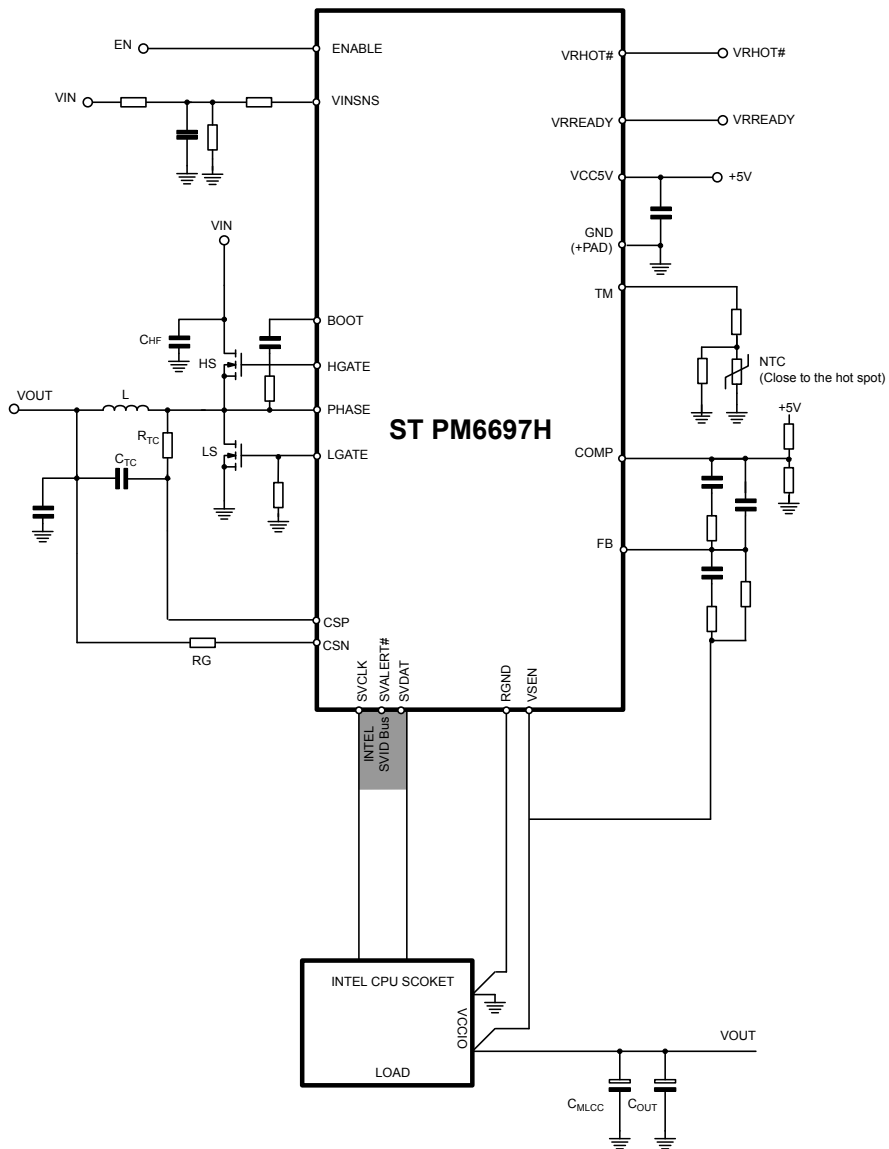 EN
ENABLE
VRHOT#
VRHOT#
VIN
VINSNS
VRREADY
VRREADY
VCC5V
+5V
VIN
GND
(+PAD)
TM
BOOT
CHF
HS
HGATE
NTC
(Close to the hot spot)
VOUT
L
PHASE
+5V
ST PM6697H
RTC
LS
LGATE
COMP
CTC
FB
CSP
CSN
RG
SVCLK
SVALERT#
SVDAT
RGND
VSEN
INTEL
SVID Bus
INTEL CPU SCOKET
VCCIO
LOAD
VOUT
CMLCC
COUT